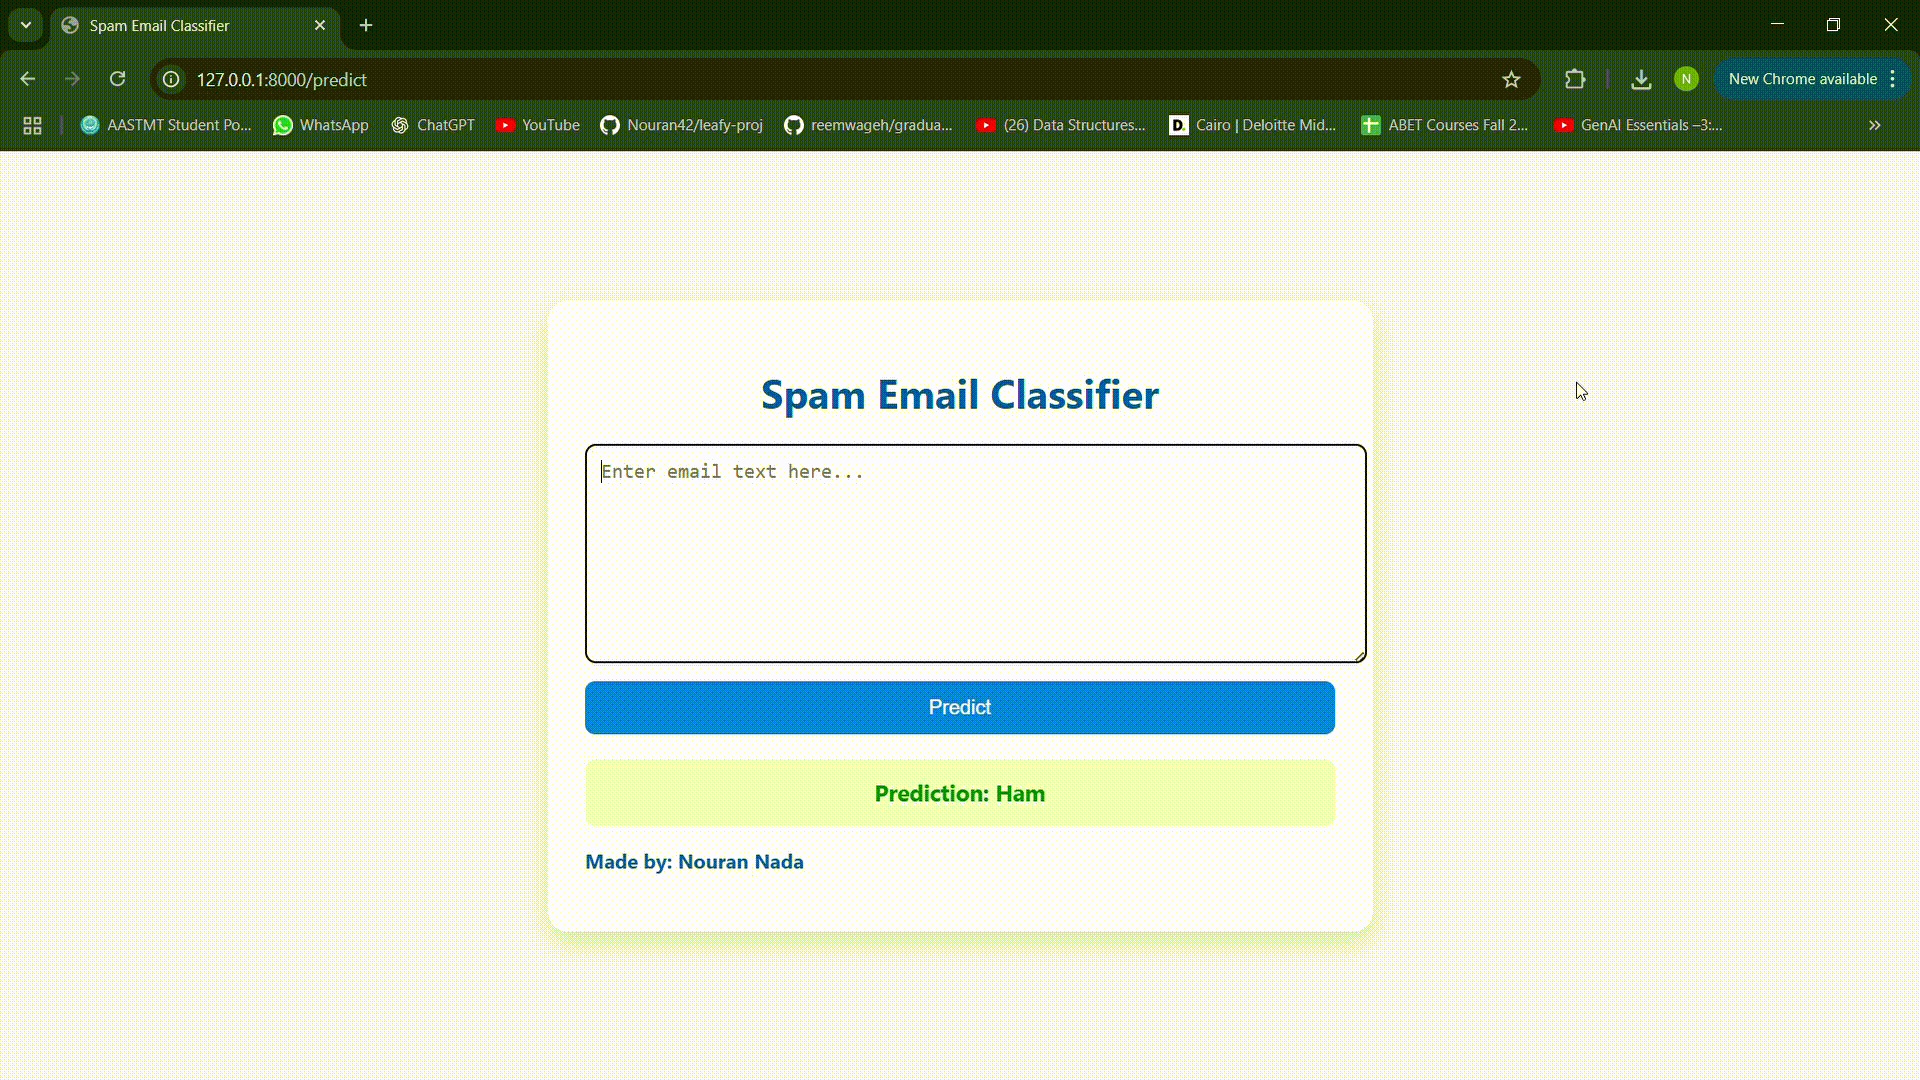 Spam Email Classifier
127.0.0.1:8000/predict
N
New Chrome available
AASTMT Student Po...
WhatsApp
ChatGPT
YouTube
Nouran42/leafy-proj
reemwageh/gradua...
(26) Data Structures...
D.
Cairo | Deloitte Mid...
ABET Courses Fall 2...
GenAI Essentials –3:...
Spam Email Classifier
Enter email text here...
Predict
Prediction: Ham
Made by: Nouran Nada